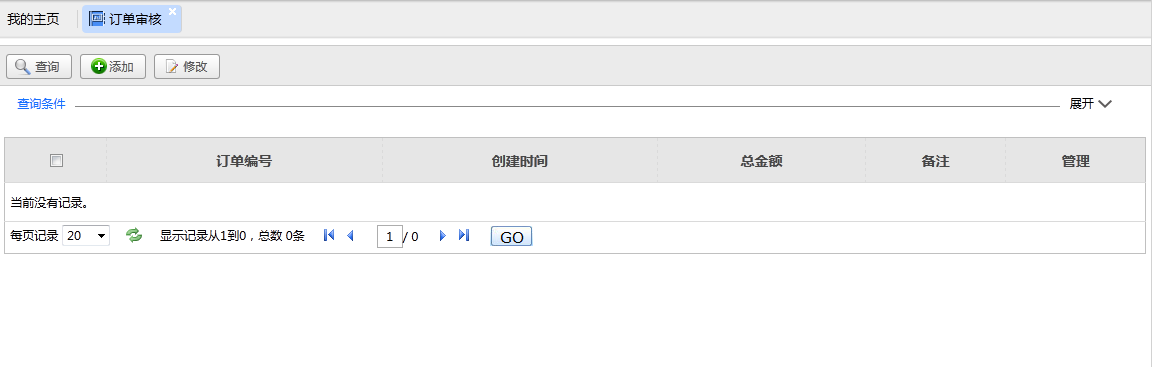 我的主页 订单审核
查询 添加 修改
查询条件 展开
订单编号 创建时间 总金额 备注 管理
当前没有记录。
每页记录 20 显示记录从1到0，总数 0条 1 / 0 GO